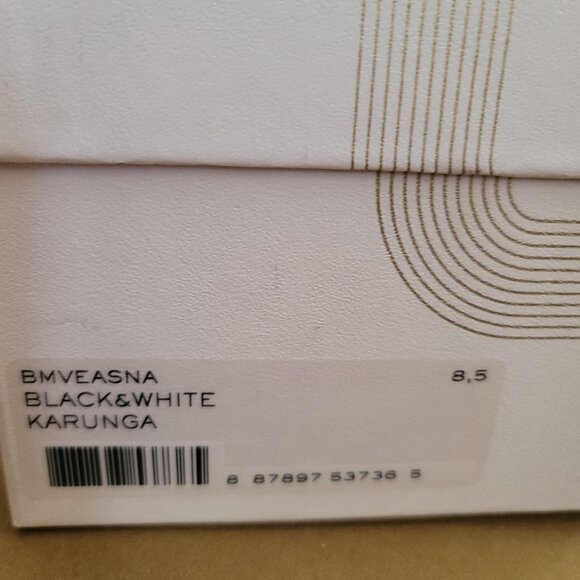 BMVEASNA 8,5
BLACK&WHITE
KARUNGA
8 87897 53736 5